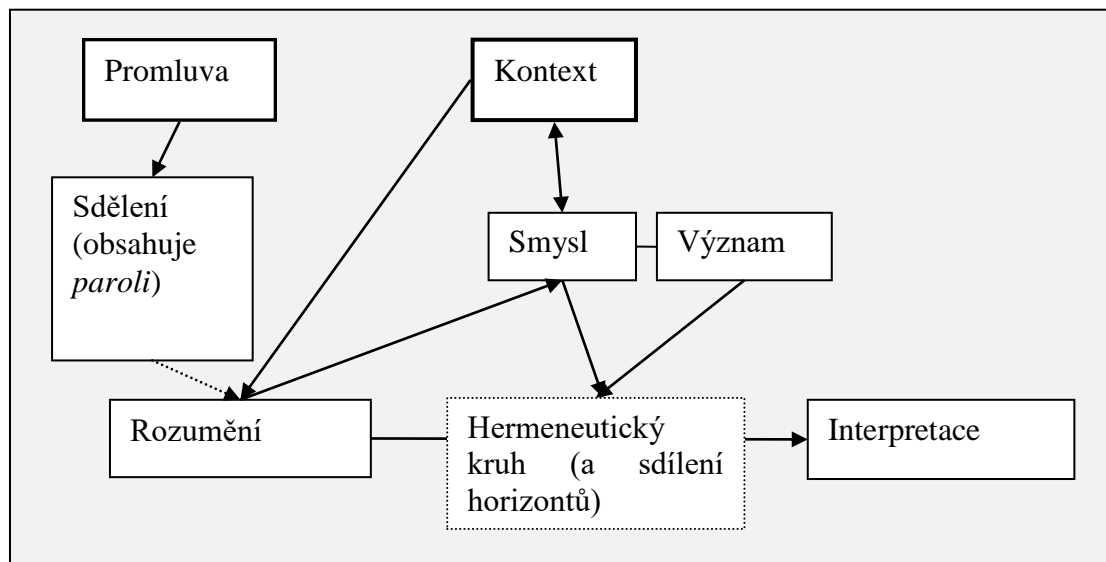 Promluva
Kontext
Sdělení
(obsahuje
paroli)
Smysl
Význam
Rozumění
Hermeneutický
kruh (a sdílení
horizontů)
Interpretace